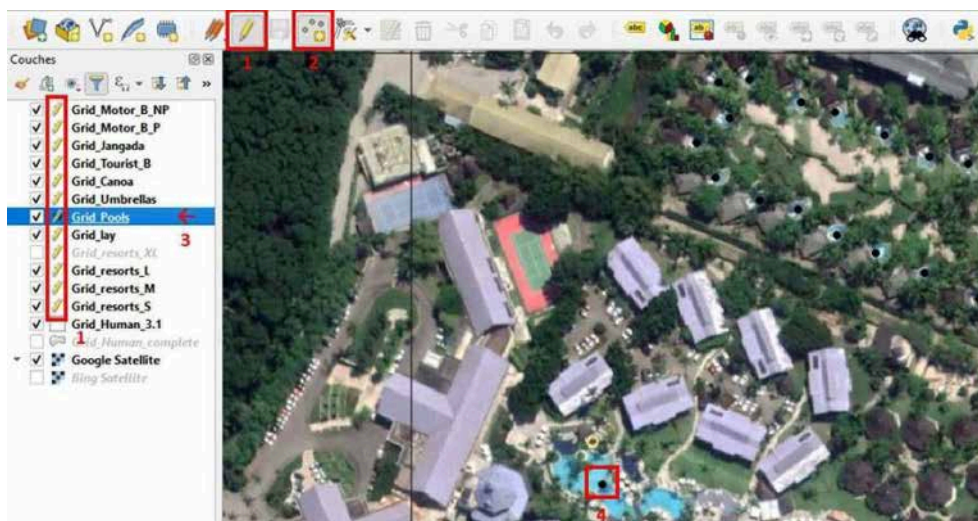 abc
1
2
Couches
Grid_Motor_B_NP
Grid_Motor_B_P
Grid_Jangada
Grid_Tourist_B
Grid_Canoa
Grid_Umbrellas
Grid_Pools
3
Grid_lay
Grid_resorts_XL
Grid_resorts_L
Grid_resorts_M
Grid_resorts_S
Grid_Human_3.1
1
Grid_Human_complete
Google Satellite
Bing Satellite
4